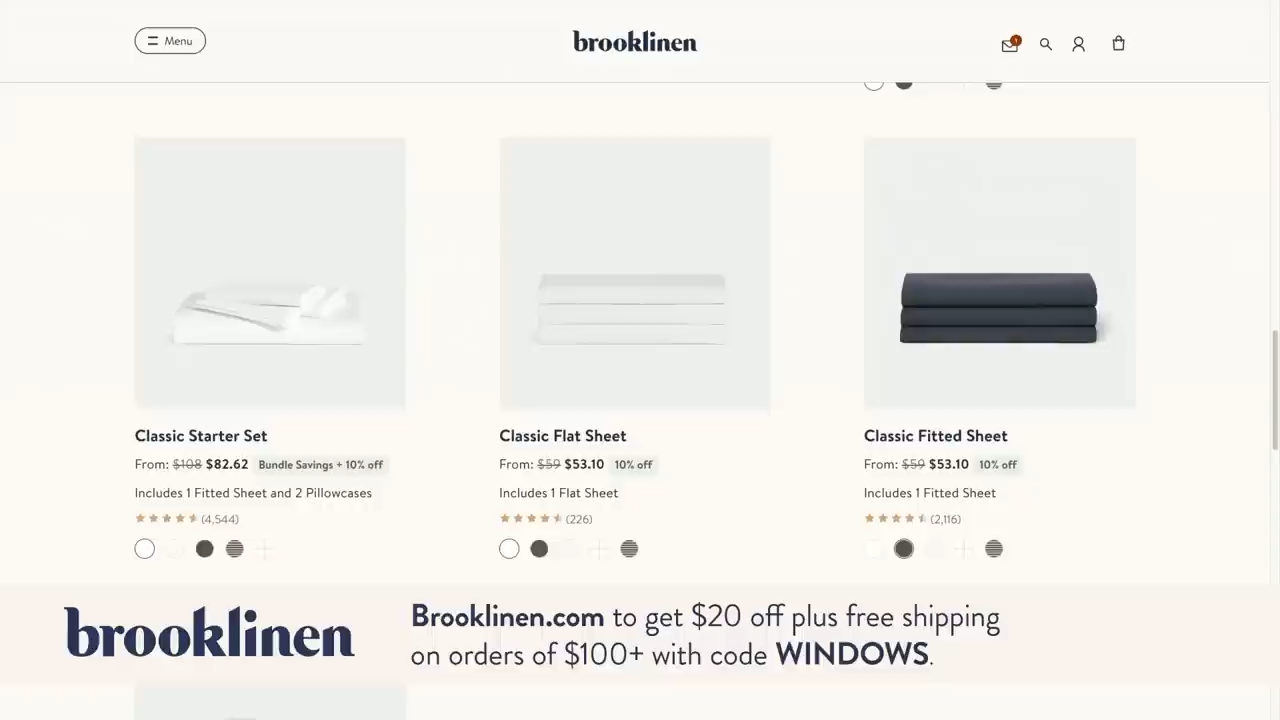 Menu
brooklinen
Classic Starter Set
From: $108 $82.62 Bundle Savings + 10% off
Includes 1 Fitted Sheet and 2 Pillowcases
(4,544)
Classic Flat Sheet
From: $59 $53.10 10% off
Includes 1 Flat Sheet
(226)
Classic Fitted Sheet
From: $59 $53.10 10% off
Includes 1 Fitted Sheet
(2,116)
brooklinen
Brooklinen.com to get $20 off plus free shipping
on orders of $100+ with code WINDOWS.